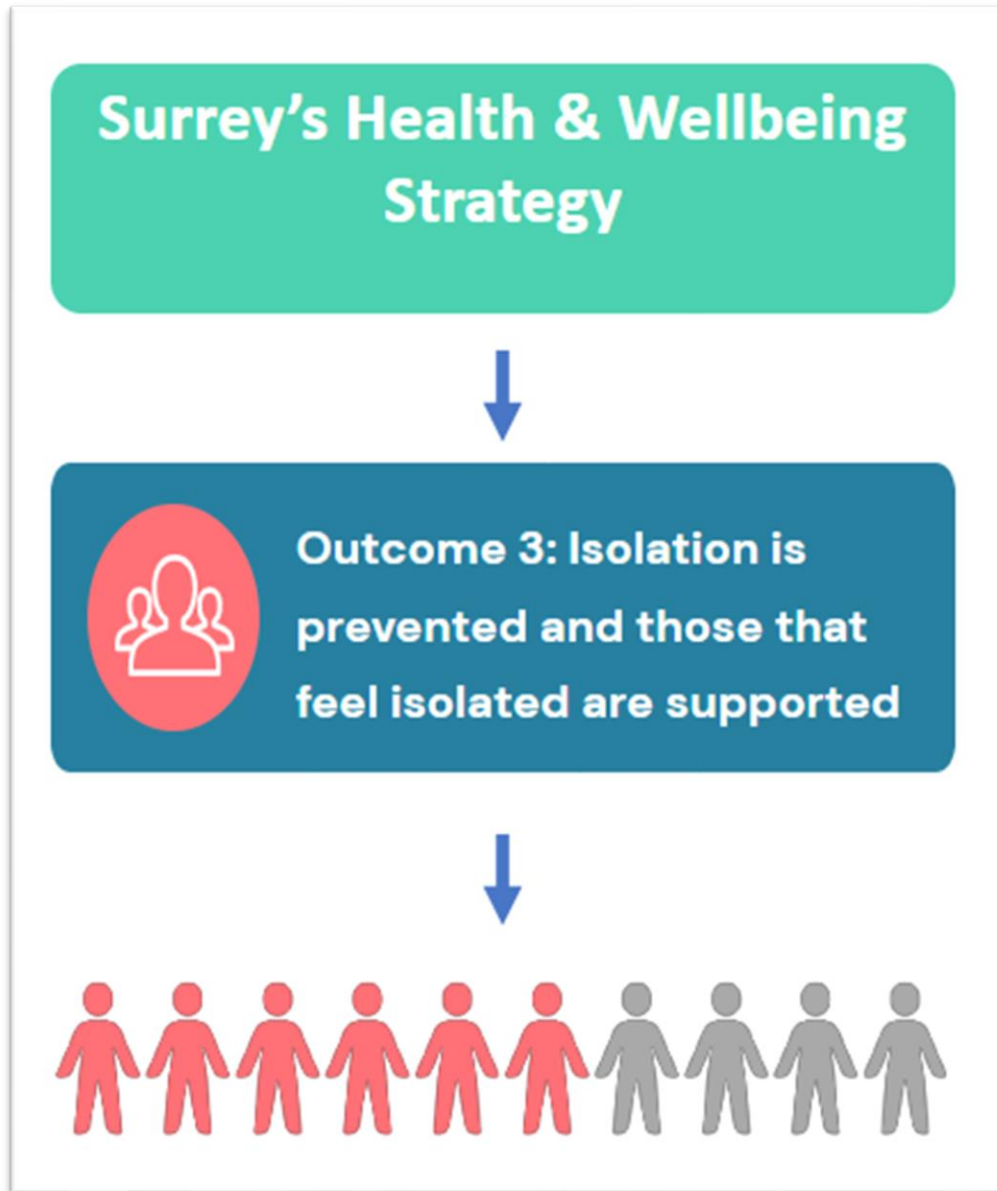 Surrey’s Health & Wellbeing
Strategy
Outcome 3: Isolation is
prevented and those that
feel isolated are supported